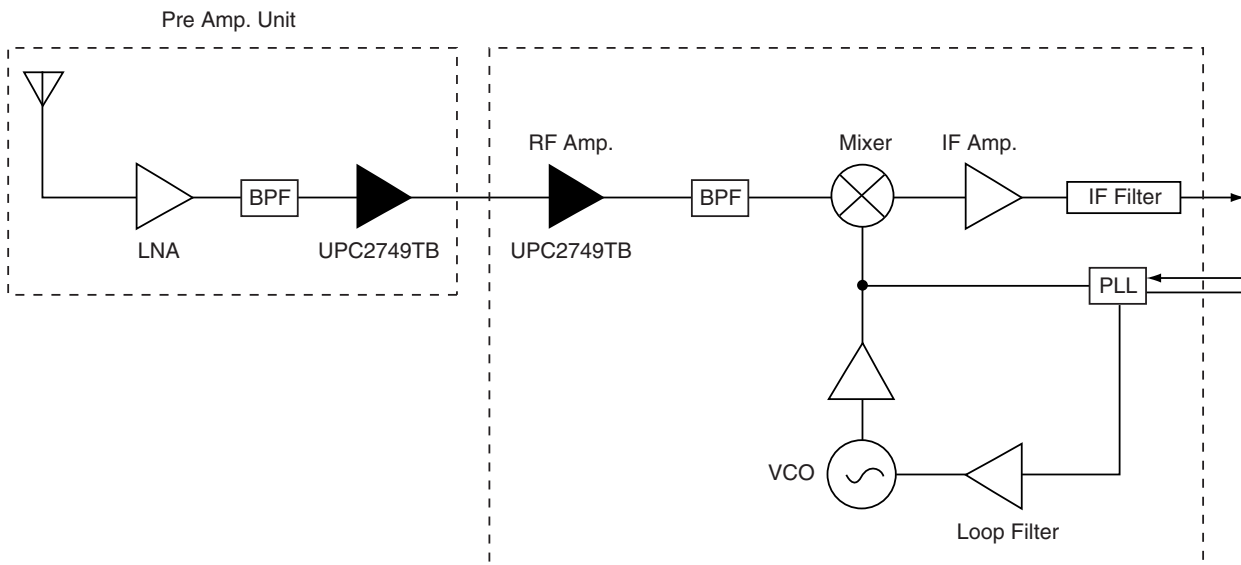 Pre Amp. Unit
RF Amp.
Mixer
IF Amp.
BPF
BPF
IF Filter
LNA
UPC2749TB
UPC2749TB
PLL
VCO
Loop Filter